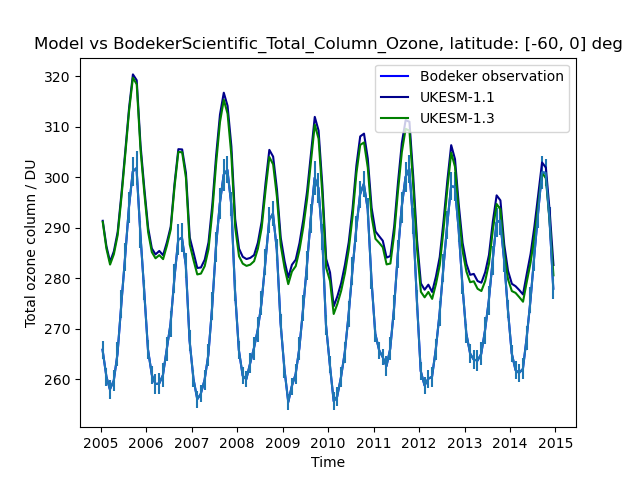 Model vs BodekerScientific_Total_Column_Ozone, latitude: [-60, 0] deg
Bodeker observation
UKESM-1.1
UKESM-1.3
Total ozone column / DU
320
310
300
290
280
270
260
2005 2006 2007 2008 2009 2010 2011 2012 2013 2014 2015
Time